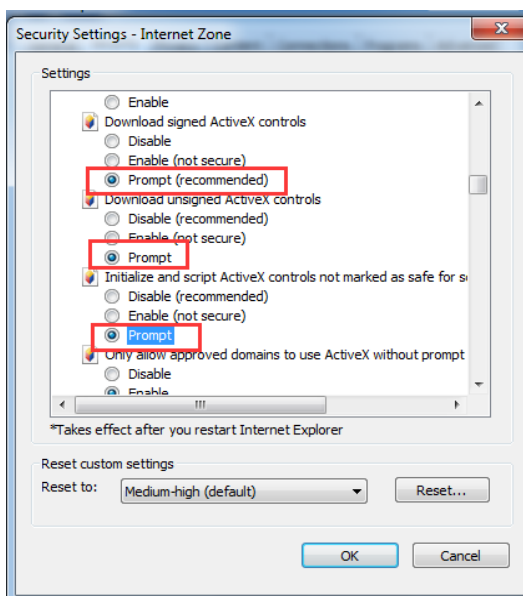 Security Settings - Internet Zone
Settings
Enable
Download signed ActiveX controls
Disable
Enable (not secure)
Prompt (recommended)
Download unsigned ActiveX controls
Disable (recommended)
Enable (not secure)
Prompt
Initialize and script ActiveX controls not marked as safe for s
Disable (recommended)
Enable (not secure)
Prompt
Only allow approved domains to use ActiveX without prompt
Disable
Enable
*Takes effect after you restart Internet Explorer
Reset custom settings
Reset to:
Medium-high (default)
Reset...
OK
Cancel